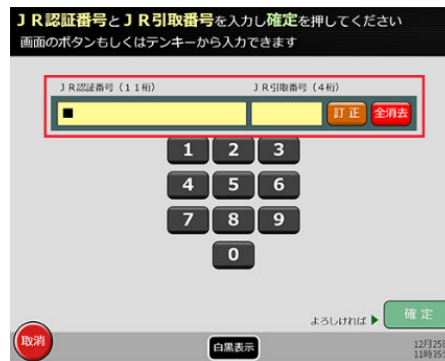 JR認証番号とJR引取番号を入力し確定を押してください
画面のボタンもしくはテンキーから入力できます
JR認証番号(11桁) JR引取番号(4桁)
■ 訂正 全消去
1 2 3
4 5 6
7 8 9
0
よろしければ▶ 確定
取消 白黒表示 12月25
11時35